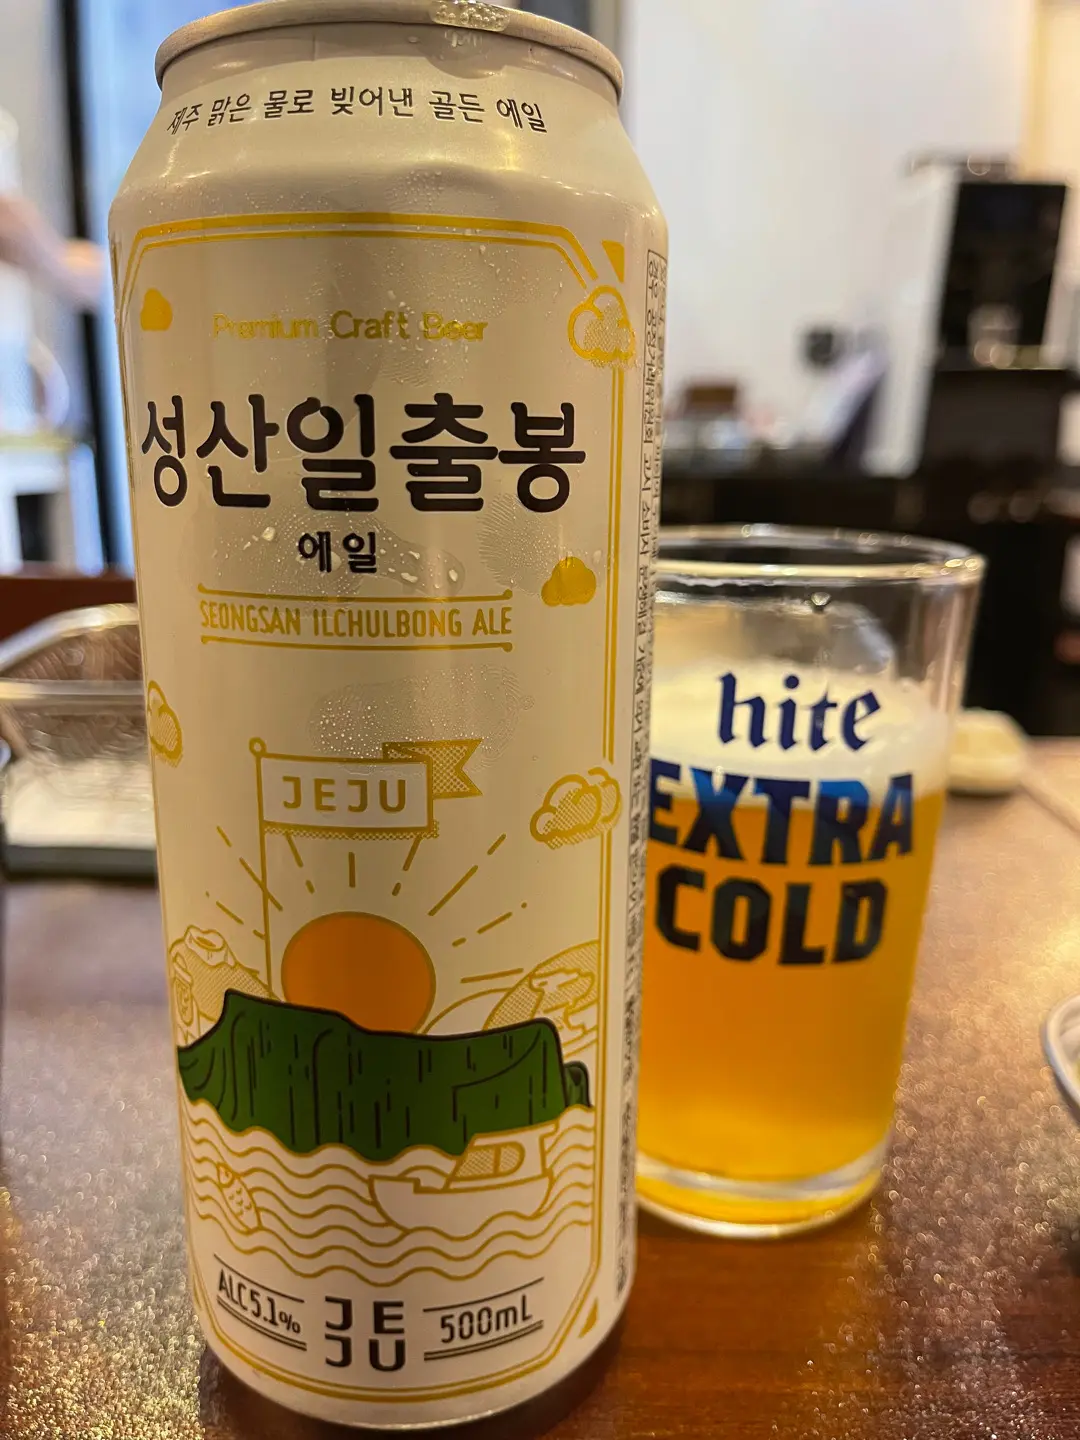 제주 맑은 물로 빚어낸 골든 에일
Premium Craft Beer
성산일출봉
에일
SEONGSAN ILCHULBONG ALE
JEJU
ALC 5.1%
JE
JU
500mL
hite
EXTRA
COLD